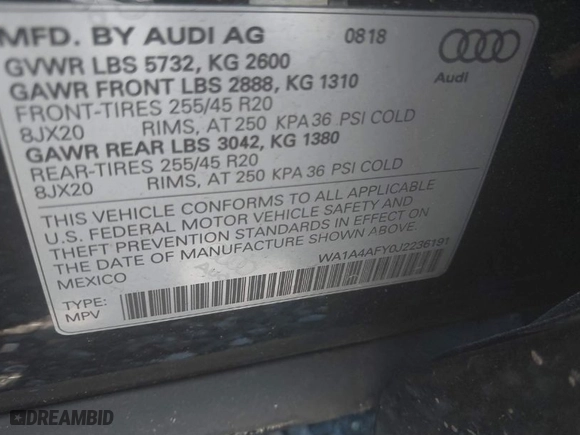 MFD. BY AUDI AG 0818
GVWR LBS 5732, KG 2600
GAWR FRONT LBS 2888, KG 1310
FRONT-TIRES 255/45 R20
8JX20 RIMS, AT 250 KPA 36 PSI COLD
GAWR REAR LBS 3042, KG 1380
REAR-TIRES 255/45 R20
8JX20 RIMS, AT 250 KPA 36 PSI COLD
Audi
THIS VEHICLE CONFORMS TO ALL APPLICABLE
U.S. FEDERAL MOTOR VEHICLE SAFETY AND
THEFT PREVENTION STANDARDS IN EFFECT ON
THE DATE OF MANUFACTURE SHOWN ABOVE.
MEXICO
WA1A4AFY0J2236191
TYPE:
MPV
DREAMBID